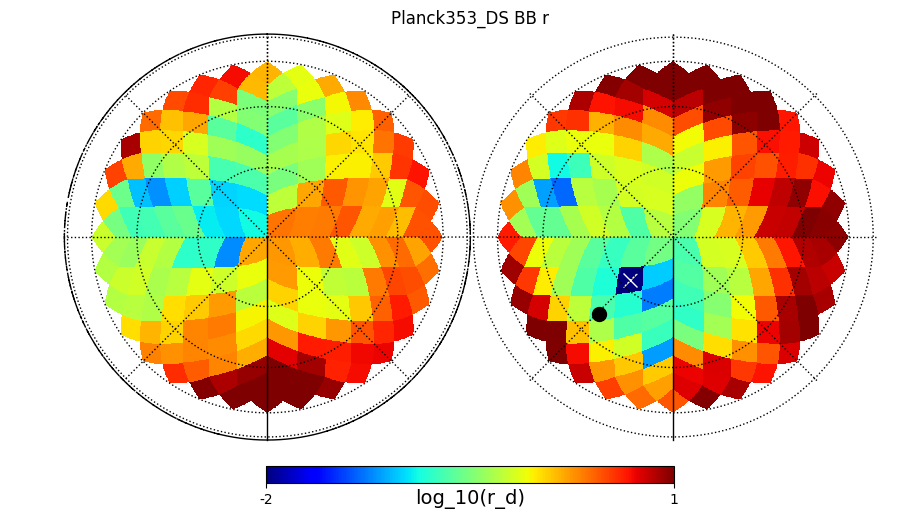 Planck353_DS BB r
-2 1
log_10(r_d)